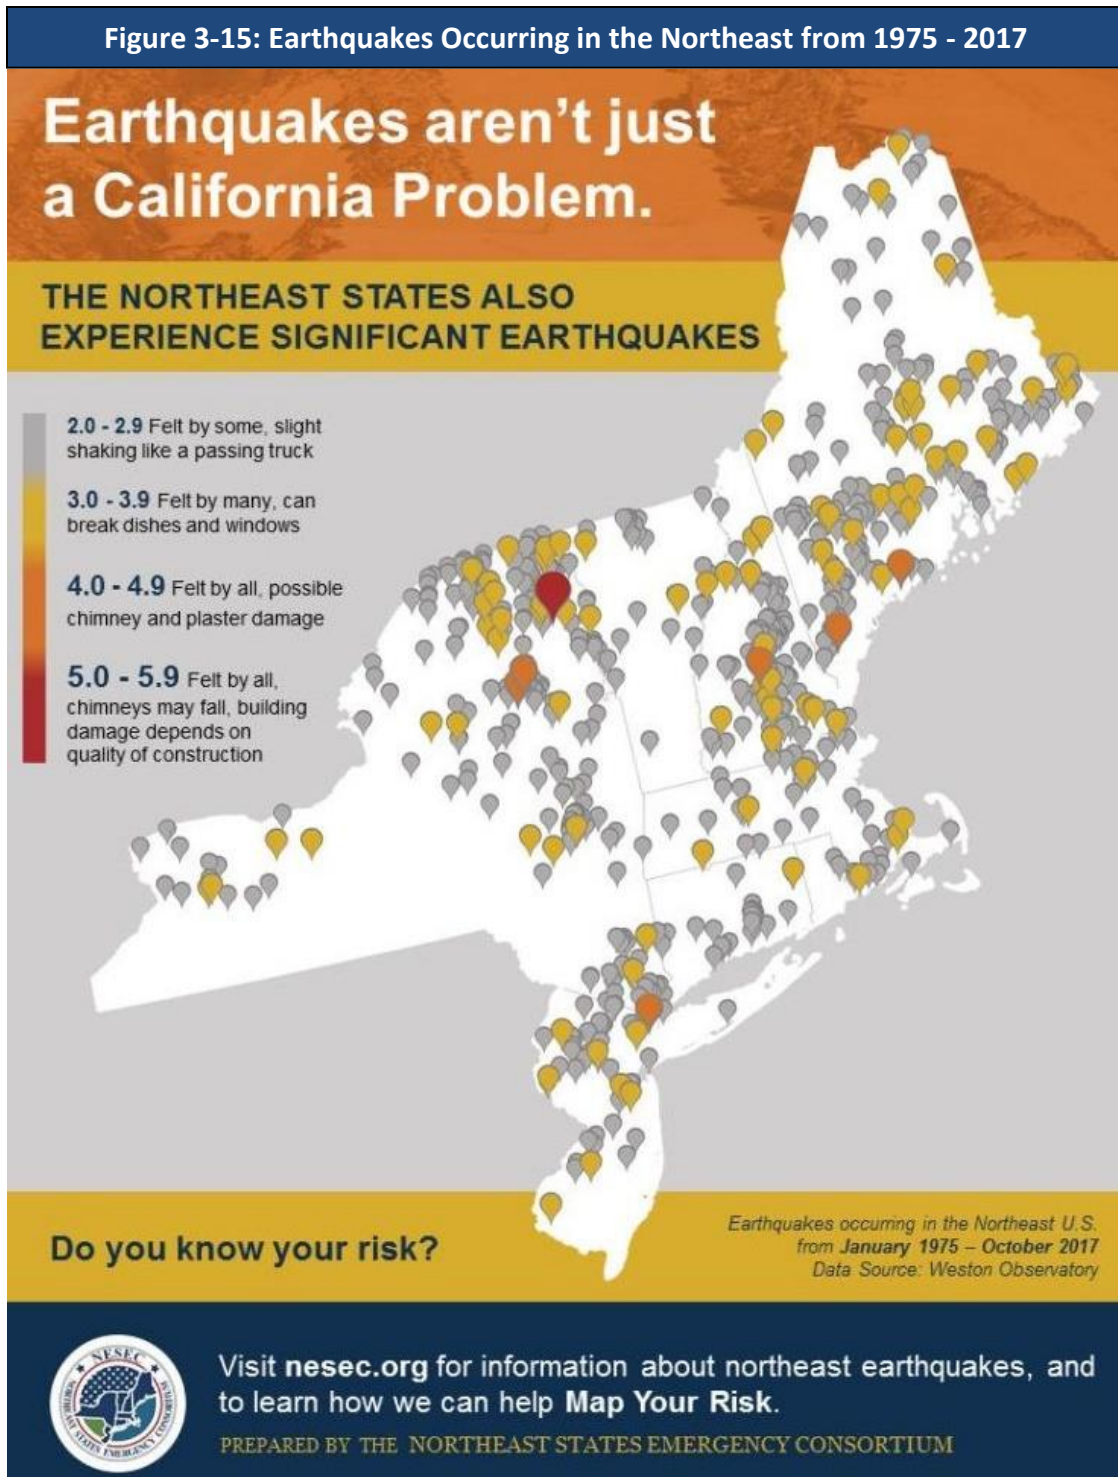 Figure 3-15: Earthquakes Occurring in the Northeast from 1975 - 2017
Earthquakes aren't just
a California Problem.
THE NORTHEAST STATES ALSO
EXPERIENCE SIGNIFICANT EARTHQUAKES
2.0 - 2.9 Felt by some, slight
shaking like a passing truck
3.0 - 3.9 Felt by many, can
break dishes and windows
4.0 - 4.9 Felt by all, possible
chimney and plaster damage
5.0 - 5.9 Felt by all,
chimneys may fall, building
damage depends on
quality of construction
Do you know your risk?
Earthquakes occurring in the Northeast U.S.
from January 1975 – October 2017
Data Source: Weston Observatory
NESEC
NORTHEAST STATES EMERGENCY CONSORTIUM
Visit nesec.org for information about northeast earthquakes, and
to learn how we can help Map Your Risk.
PREPARED BY THE NORTHEAST STATES EMERGENCY CONSORTIUM